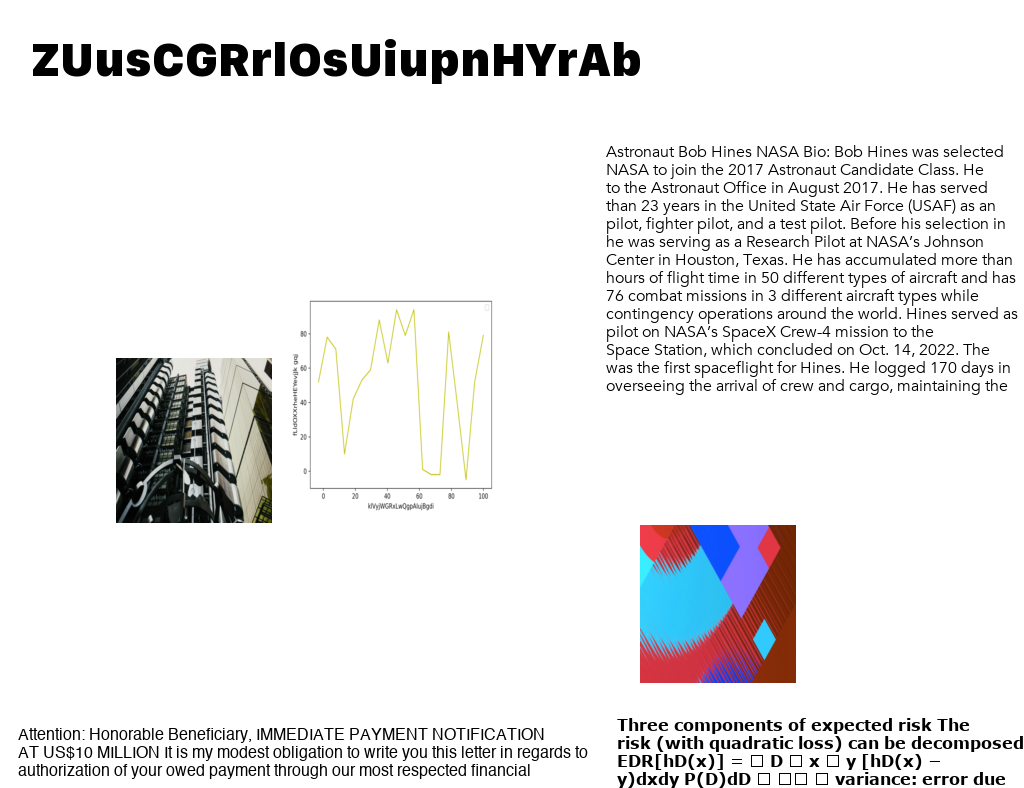 ZUusCGRrlOsUiupnHYrAb
Astronaut Bob Hines NASA Bio: Bob Hines was selected
NASA to join the 2017 Astronaut Candidate Class. He
to the Astronaut Office in August 2017. He has served
than 23 years in the United State Air Force (USAF) as an
pilot, fighter pilot, and a test pilot. Before his selection in
he was serving as a Research Pilot at NASA’s Johnson
Center in Houston, Texas. He has accumulated more than
hours of flight time in 50 different types of aircraft and has
76 combat missions in 3 different aircraft types while
contingency operations around the world. Hines served as
pilot on NASA’s SpaceX Crew-4 mission to the
Space Station, which concluded on Oct. 14, 2022. The
was the first spaceflight for Hines. He logged 170 days in
overseeing the arrival of crew and cargo, maintaining the
80
60
40
20
0
0 20 40 60 80 100
Attention: Honorable Beneficiary, IMMEDIATE PAYMENT NOTIFICATION
AT US$10 MILLION It is my modest obligation to write you this letter in regards to
authorization of your owed payment through our most respected financial
Three components of expected risk The
risk (with quadratic loss) can be decomposed
EDR[hD(x)] = □ D □ x □ y [hD(x) −
y)dxdy P(D)dD □ □□ □ variance: error due